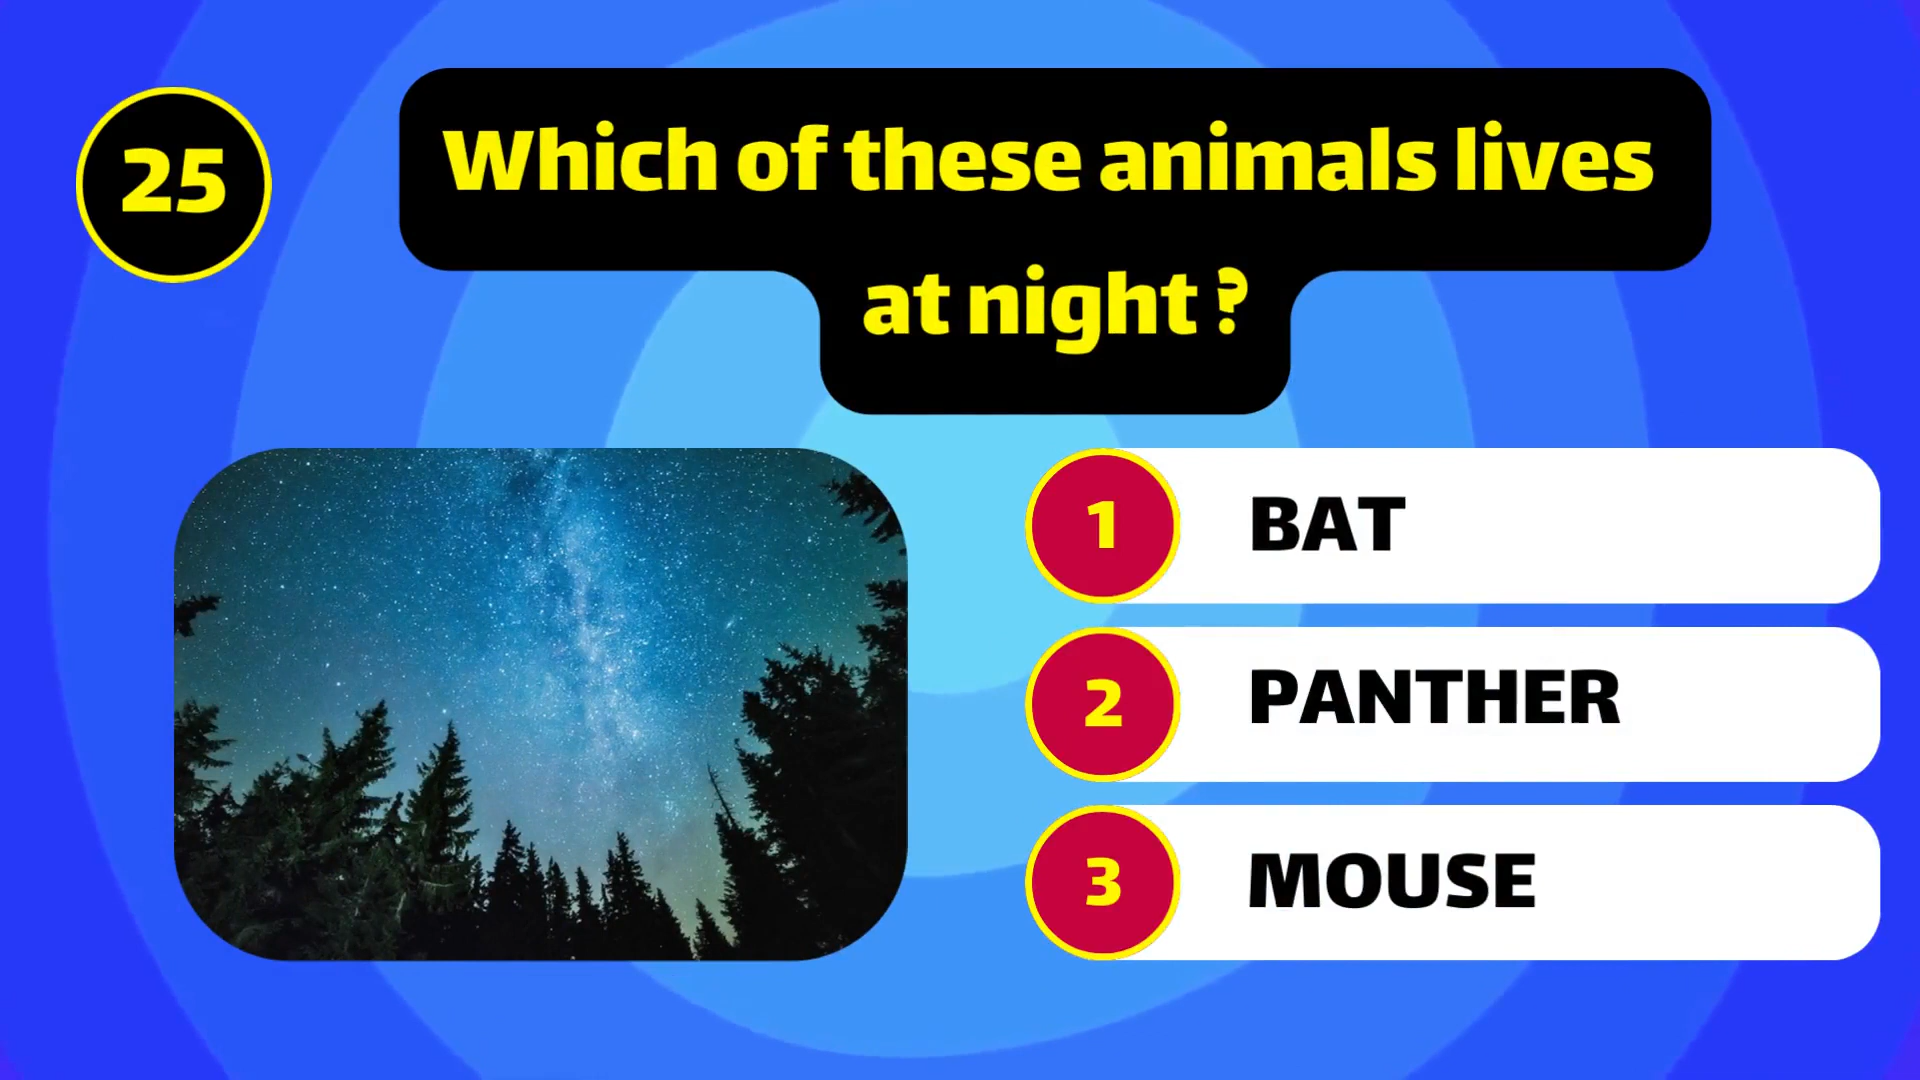 25
Which of these animals lives
at night ?
1 BAT
2 PANTHER
3 MOUSE